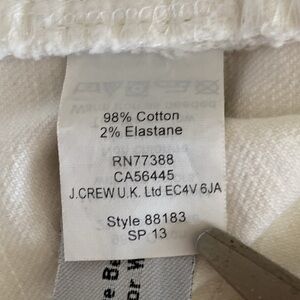 98% Cotton
2% Elastane
RN77388
CA56445
J.CREW U.K. Ltd EC4V 6JA
Style 88183
SP 13